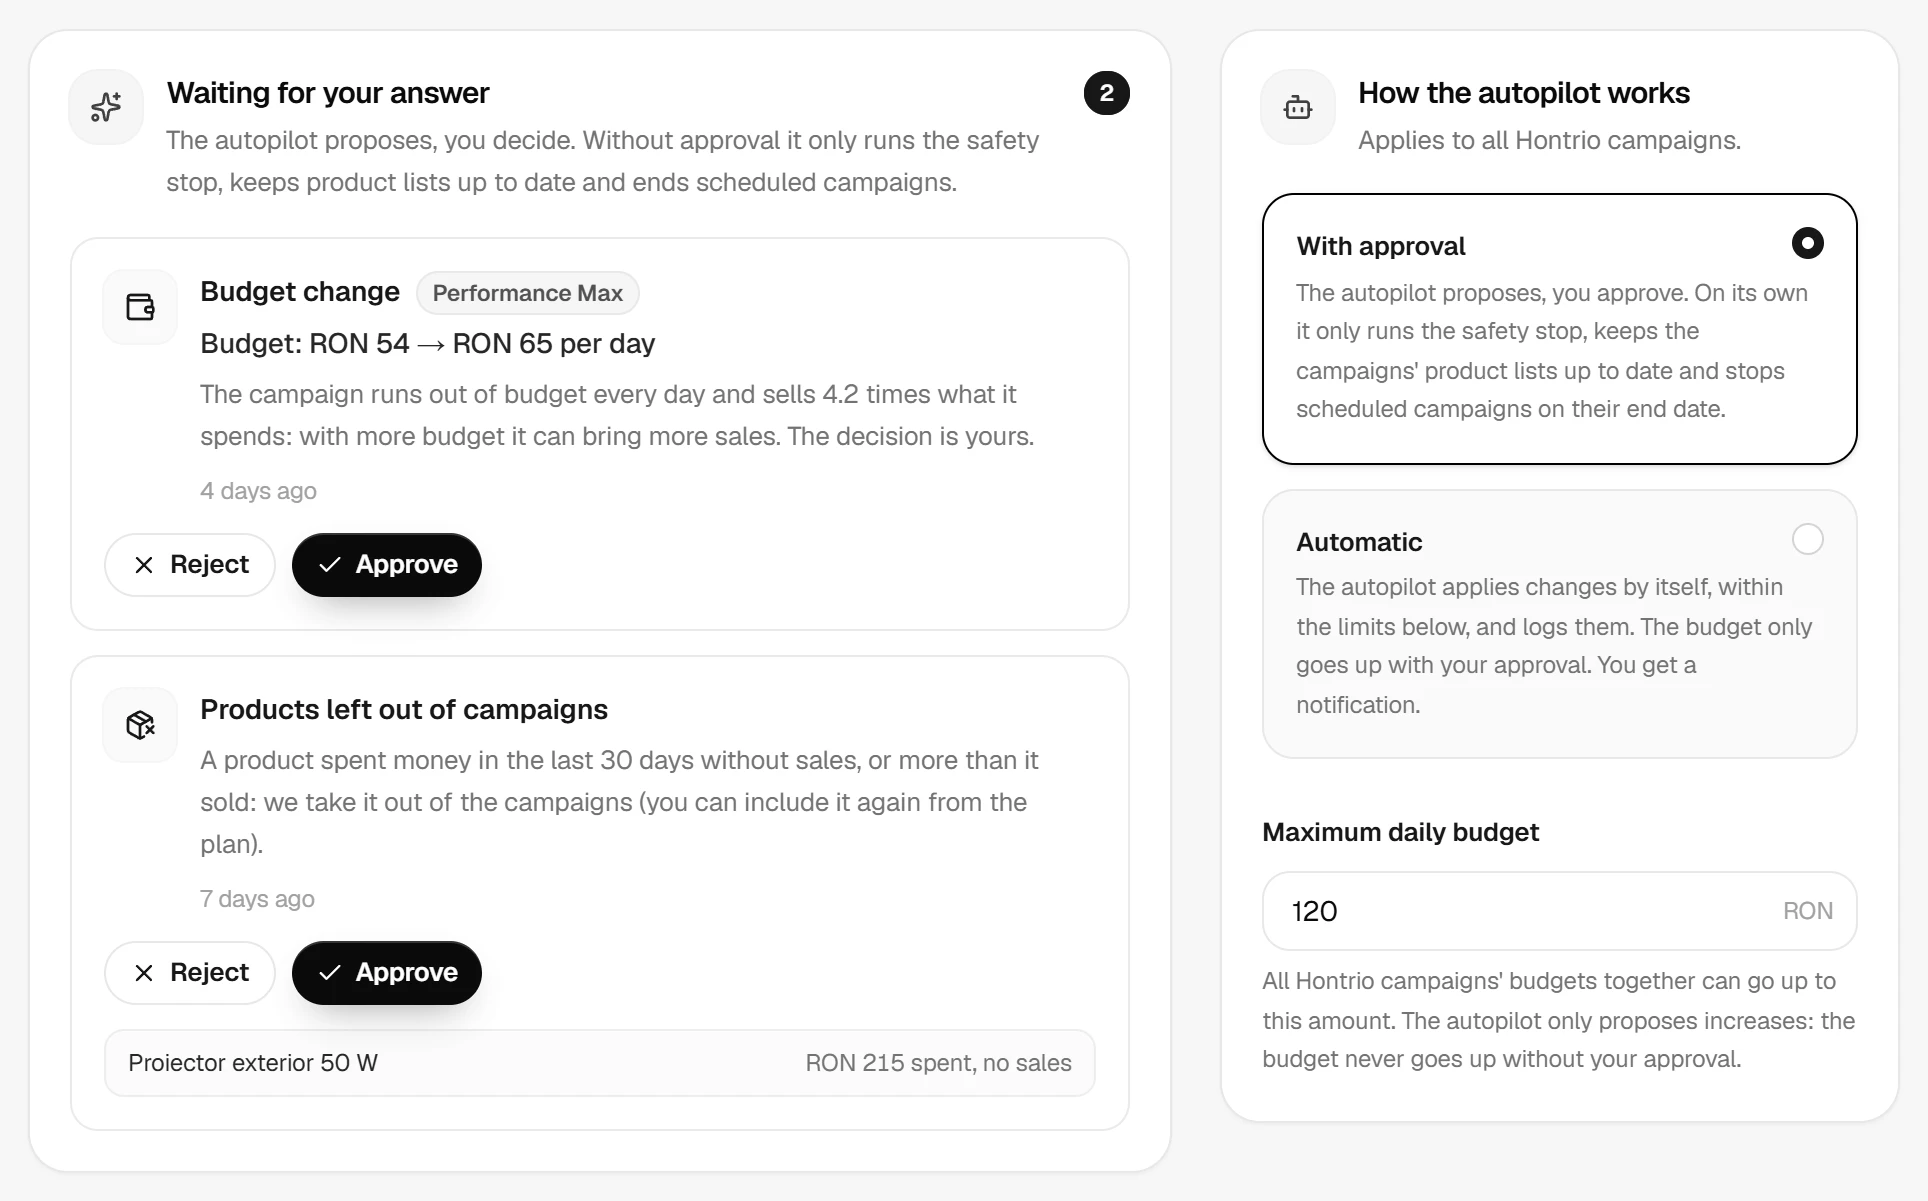 Waiting for your answer
2
The autopilot proposes, you decide. Without approval it only runs the safety
stop, keeps product lists up to date and ends scheduled campaigns.
Budget change
Performance Max
Budget: RON 54 → RON 65 per day
The campaign runs out of budget every day and sells 4.2 times what it
spends: with more budget it can bring more sales. The decision is yours.
4 days ago
Reject
Approve
Products left out of campaigns
A product spent money in the last 30 days without sales, or more than it
sold: we take it out of the campaigns (you can include it again from the
plan).
7 days ago
Reject
Approve
Proiector exterior 50 W
RON 215 spent, no sales
How the autopilot works
Applies to all Hontrio campaigns.
With approval
The autopilot proposes, you approve. On its own
it only runs the safety stop, keeps the
campaigns' product lists up to date and stops
scheduled campaigns on their end date.
Automatic
The autopilot applies changes by itself, within
the limits below, and logs them. The budget only
goes up with your approval. You get a
notification.
Maximum daily budget
120
RON
All Hontrio campaigns' budgets together can go up to
this amount. The autopilot only proposes increases: the
budget never goes up without your approval.